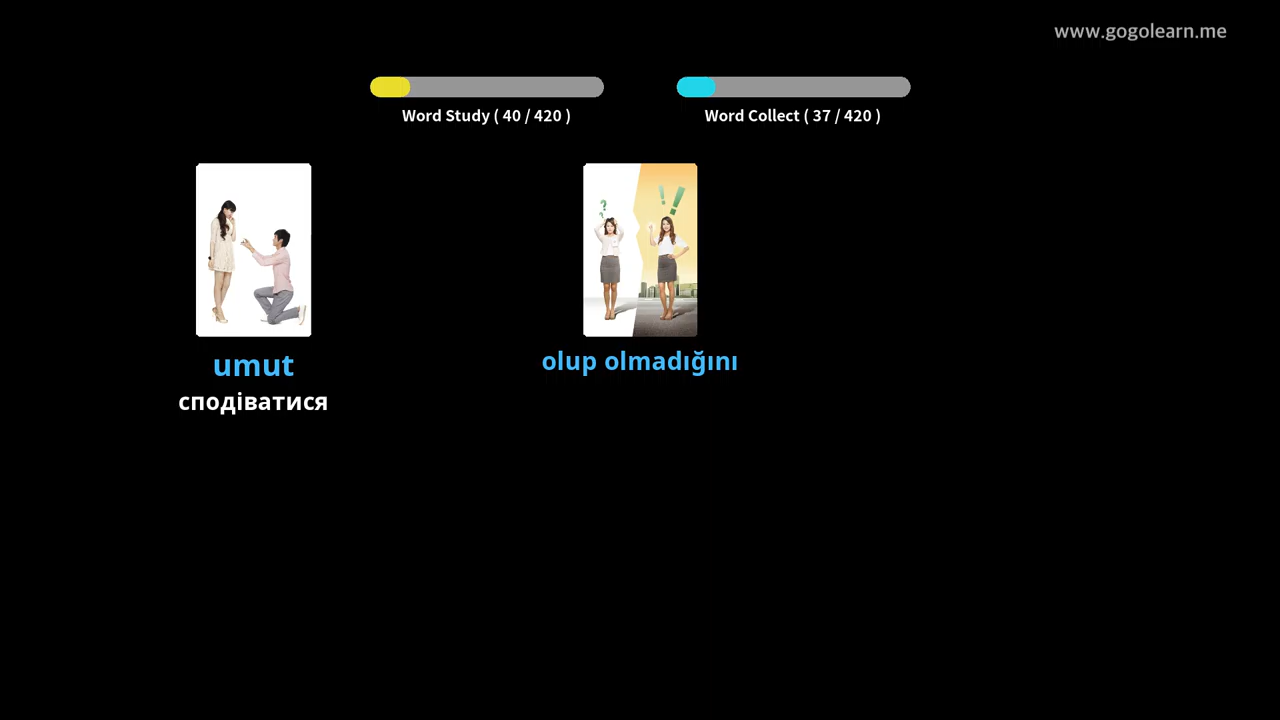 www.gogolearn.me
Word Study ( 40 / 420 )
Word Collect ( 37 / 420 )
umut
сподіватися
olup olmadığını